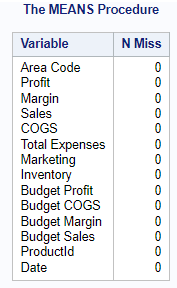 The MEANS Procedure
Variable N Miss
Area Code 0
Profit 0
Margin 0
Sales 0
COGS 0
Total Expenses 0
Marketing 0
Inventory 0
Budget Profit 0
Budget COGS 0
Budget Margin 0
Budget Sales 0
ProductId 0
Date 0